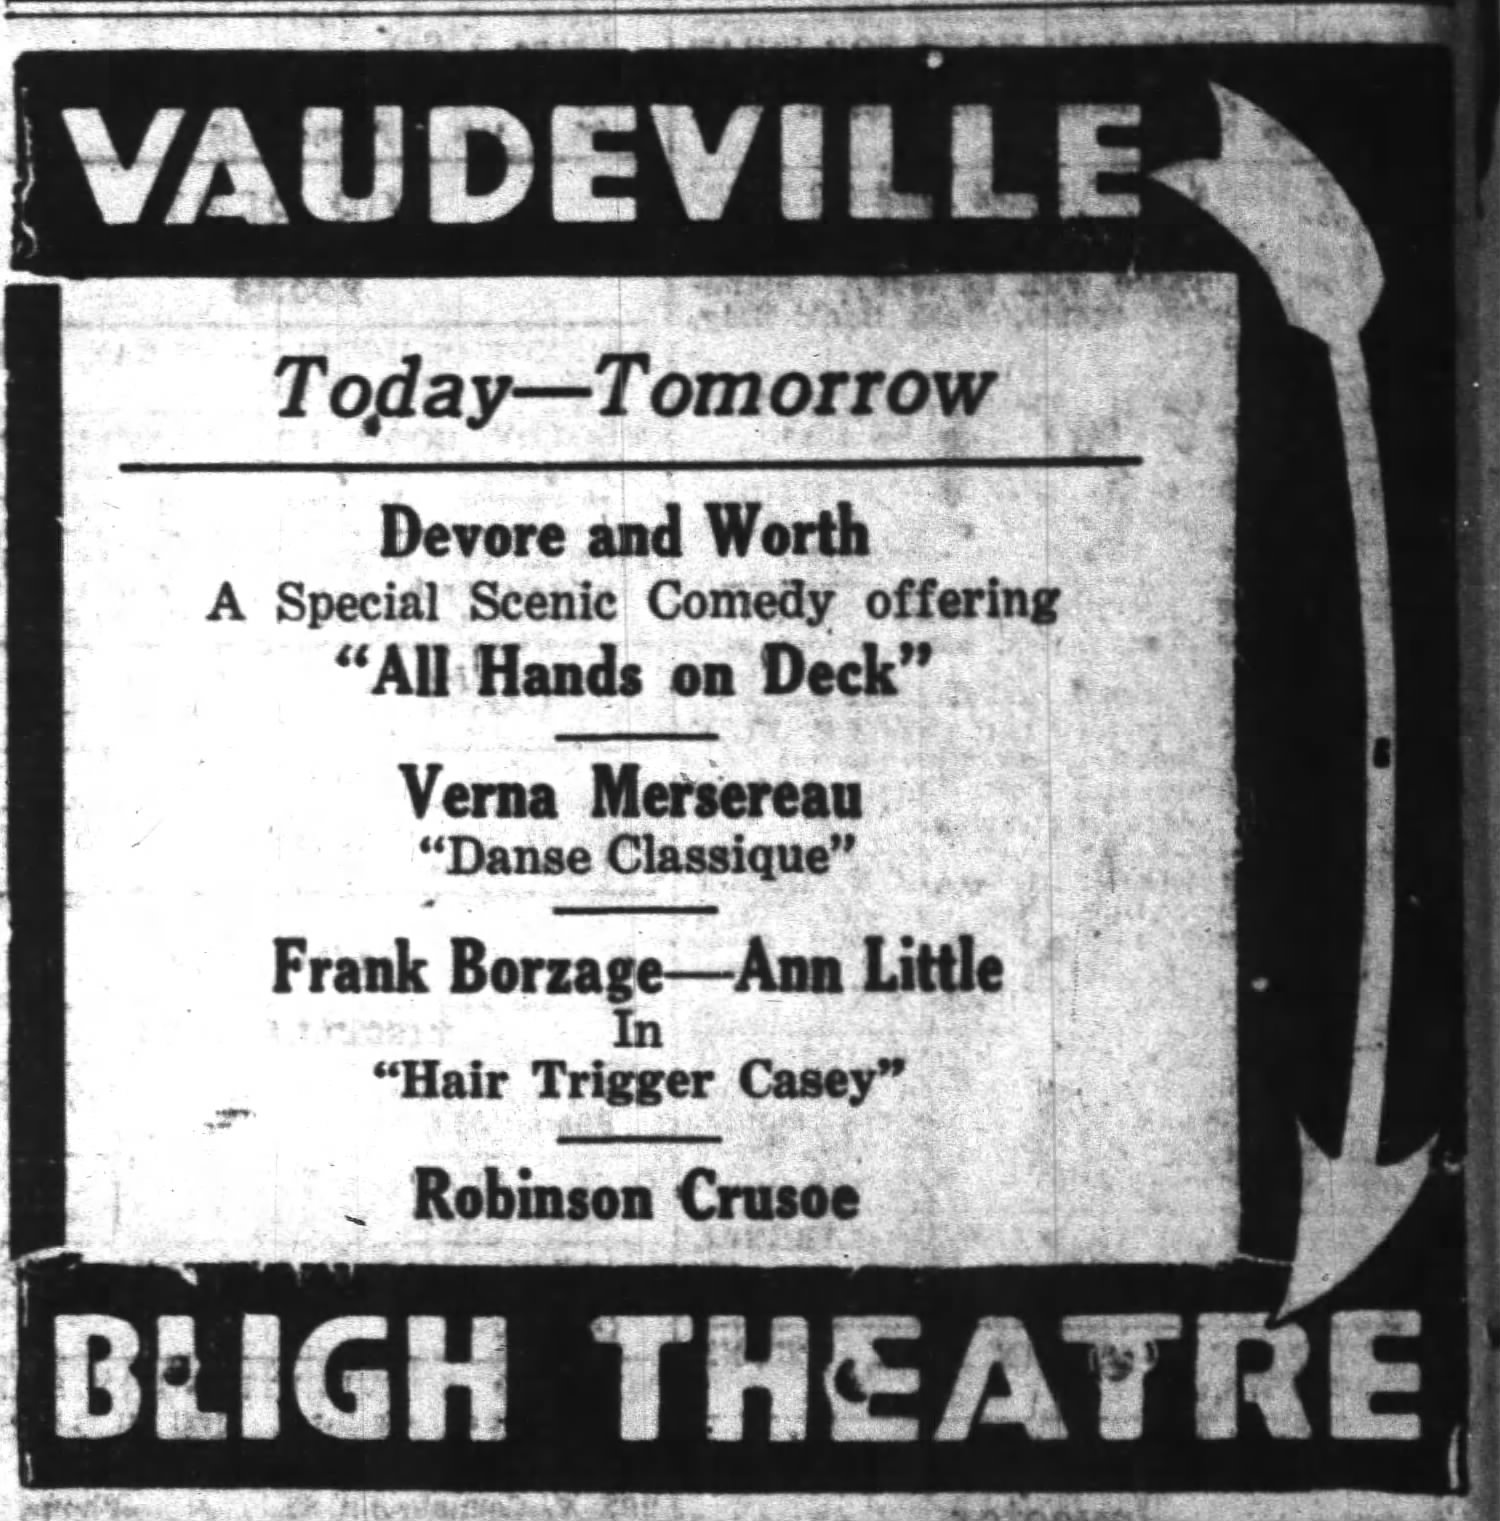 VAUDEVILLE
Today—Tomorrow
Devore and Worth
A Special Scenic Comedy offering
"All Hands on Deck"
Verna Mersereau
"Danse Classique"
Frank Borzage—Ann Little
In
"Hair Trigger Casey"
Robinson Crusoe
BLIGH THEATRE